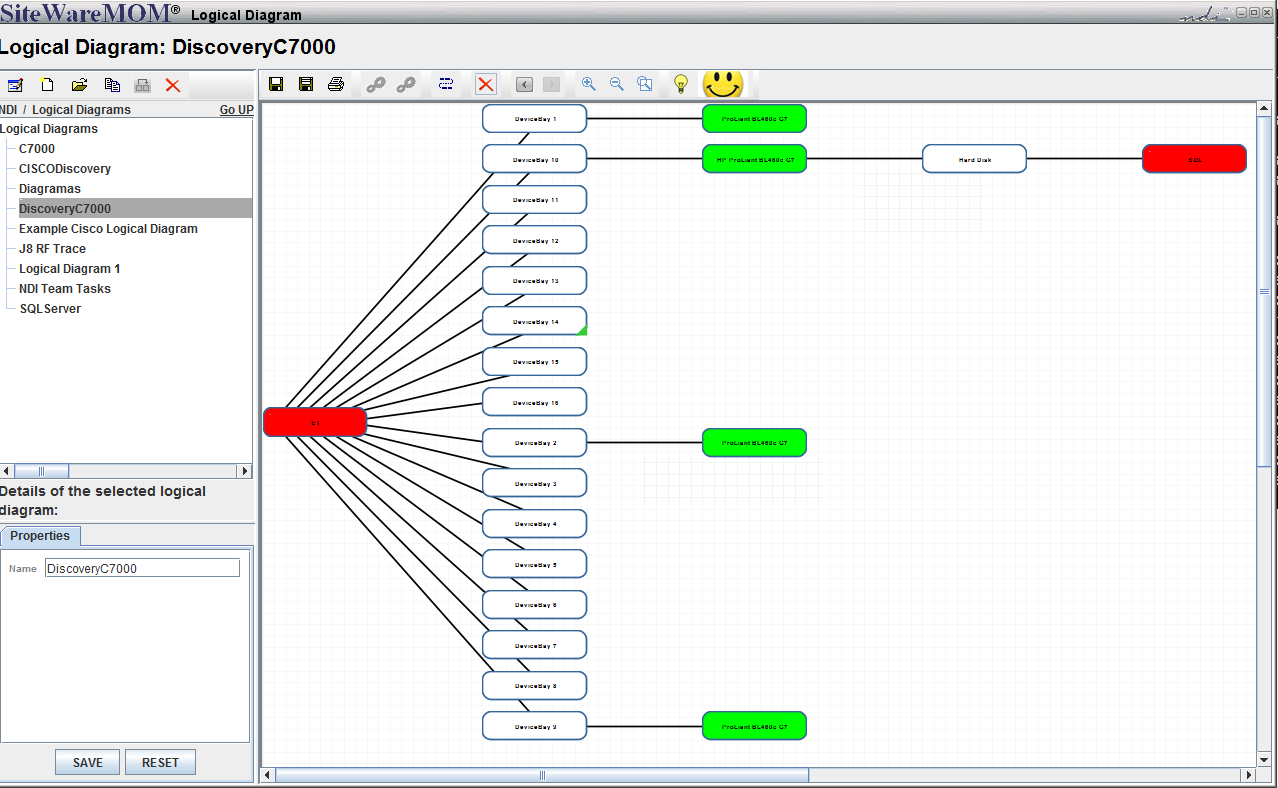 SiteWareMOM® Logical Diagram
ndi
Logical Diagram: DiscoveryC7000
NDI / Logical Diagrams Go UP
Logical Diagrams
C7000
CISCODiscovery
Diagramas
DiscoveryC7000
Example Cisco Logical Diagram
J8 RF Trace
Logical Diagram 1
NDI Team Tasks
SQLServer
Details of the selected logical
diagram:
Properties
Name DiscoveryC7000
SAVE RESET
DeviceBay 1 ProLiant BL460c G7
DeviceBay 10 HP ProLiant BL460c G7 Hard Disk SQL
DeviceBay 11
DeviceBay 12
DeviceBay 13
DeviceBay 14
DeviceBay 15
DeviceBay 16
DeviceBay 2 ProLiant BL460c G7
DeviceBay 3
DeviceBay 4
DeviceBay 5
DeviceBay 6
DeviceBay 7
DeviceBay 8
DeviceBay 9 ProLiant BL460c G7